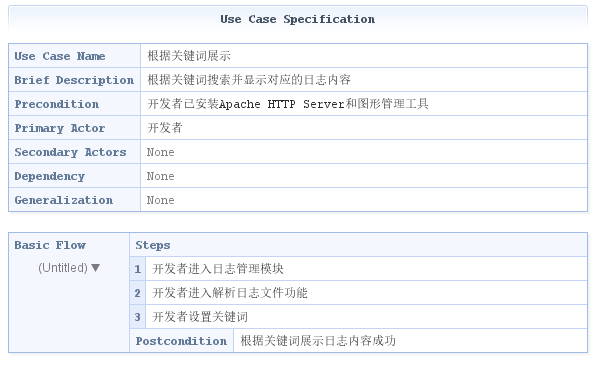 Use Case Specification
Use Case Name 根据关键词展示
Brief Description 根据关键词搜索并显示对应的日志内容
Precondition 开发者已安装Apache HTTP Server和图形管理工具
Primary Actor 开发者
Secondary Actors None
Dependency None
Generalization None
Basic Flow Steps
(Untitled) ▼
1 开发者进入日志管理模块
2 开发者进入解析日志文件功能
3 开发者设置关键词
Postcondition 根据关键词展示日志内容成功